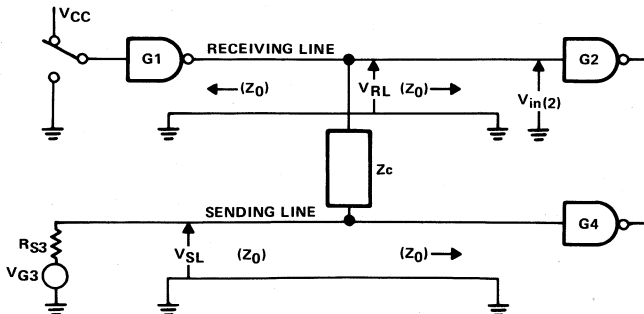 VCC
G1
RECEIVING LINE
G2
(Z0)
VRL
(Z0)
Vin(2)
Zc
SENDING LINE
G4
RS3
VSL
(Z0)
(Z0)
VG3